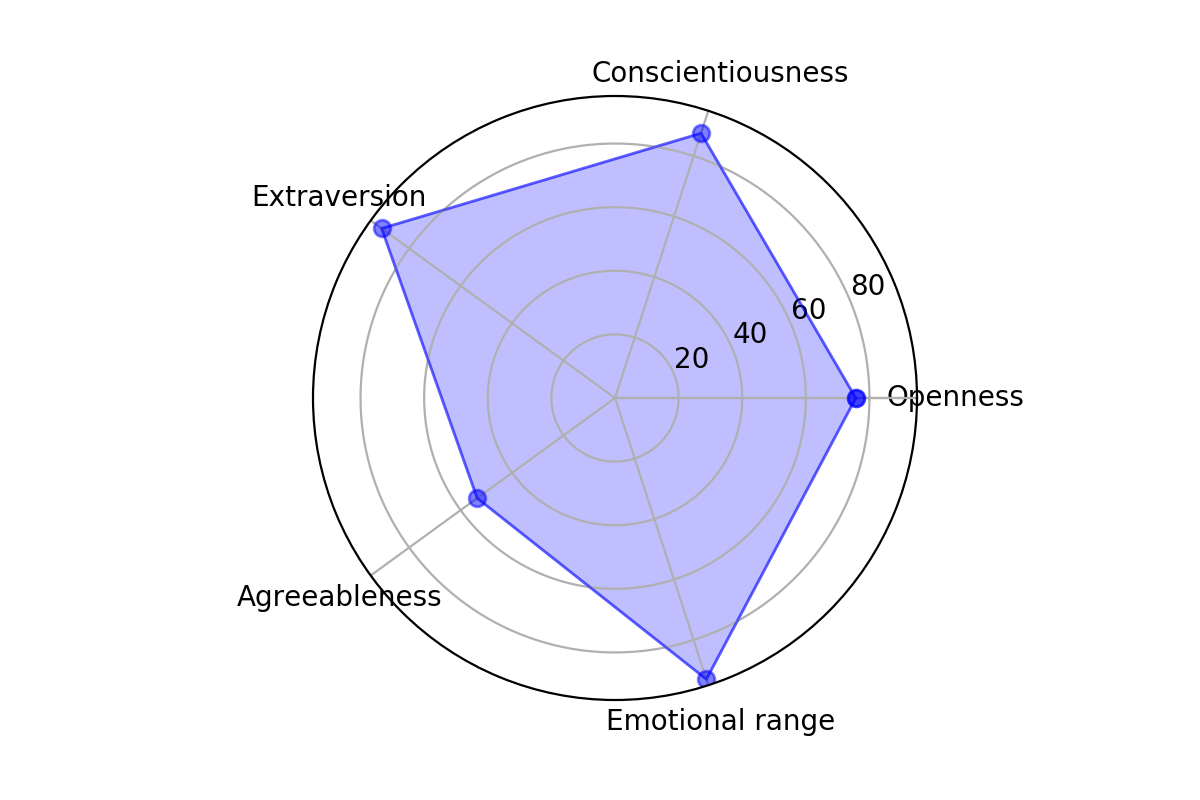 Conscientiousness
Extraversion
80
60
40
20
Openness
Agreeableness
Emotional range